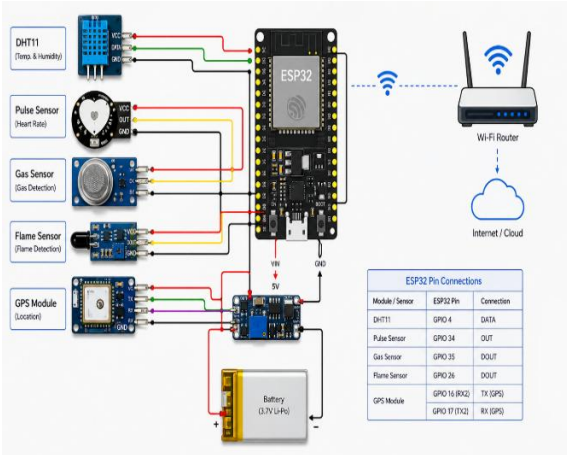 DHT11
(Temp. & Humidity)
VCC
DATA
GND
Pulse Sensor
(Heart Rate)
VCC
OUT
GND
Gas Sensor
(Gas Detection)
Flame Sensor
(Flame Detection)
GND
GPS Module
(Location)
TX
RX
GND
ESP32
BOOT
VIN
GND
5V
Battery
(3.7V Li-Po)
+
−
Wi-Fi Router
Internet / Cloud
ESP32 Pin Connections
Module / Sensor ESP32 Pin Connection
DHT11 GPIO 4 DATA
Pulse Sensor GPIO 34 OUT
Gas Sensor GPIO 35 DOUT
Flame Sensor GPIO 26 DOUT
GPS Module GPIO 16 (RX2) TX (GPS)
GPIO 17 (TX2) RX (GPS)